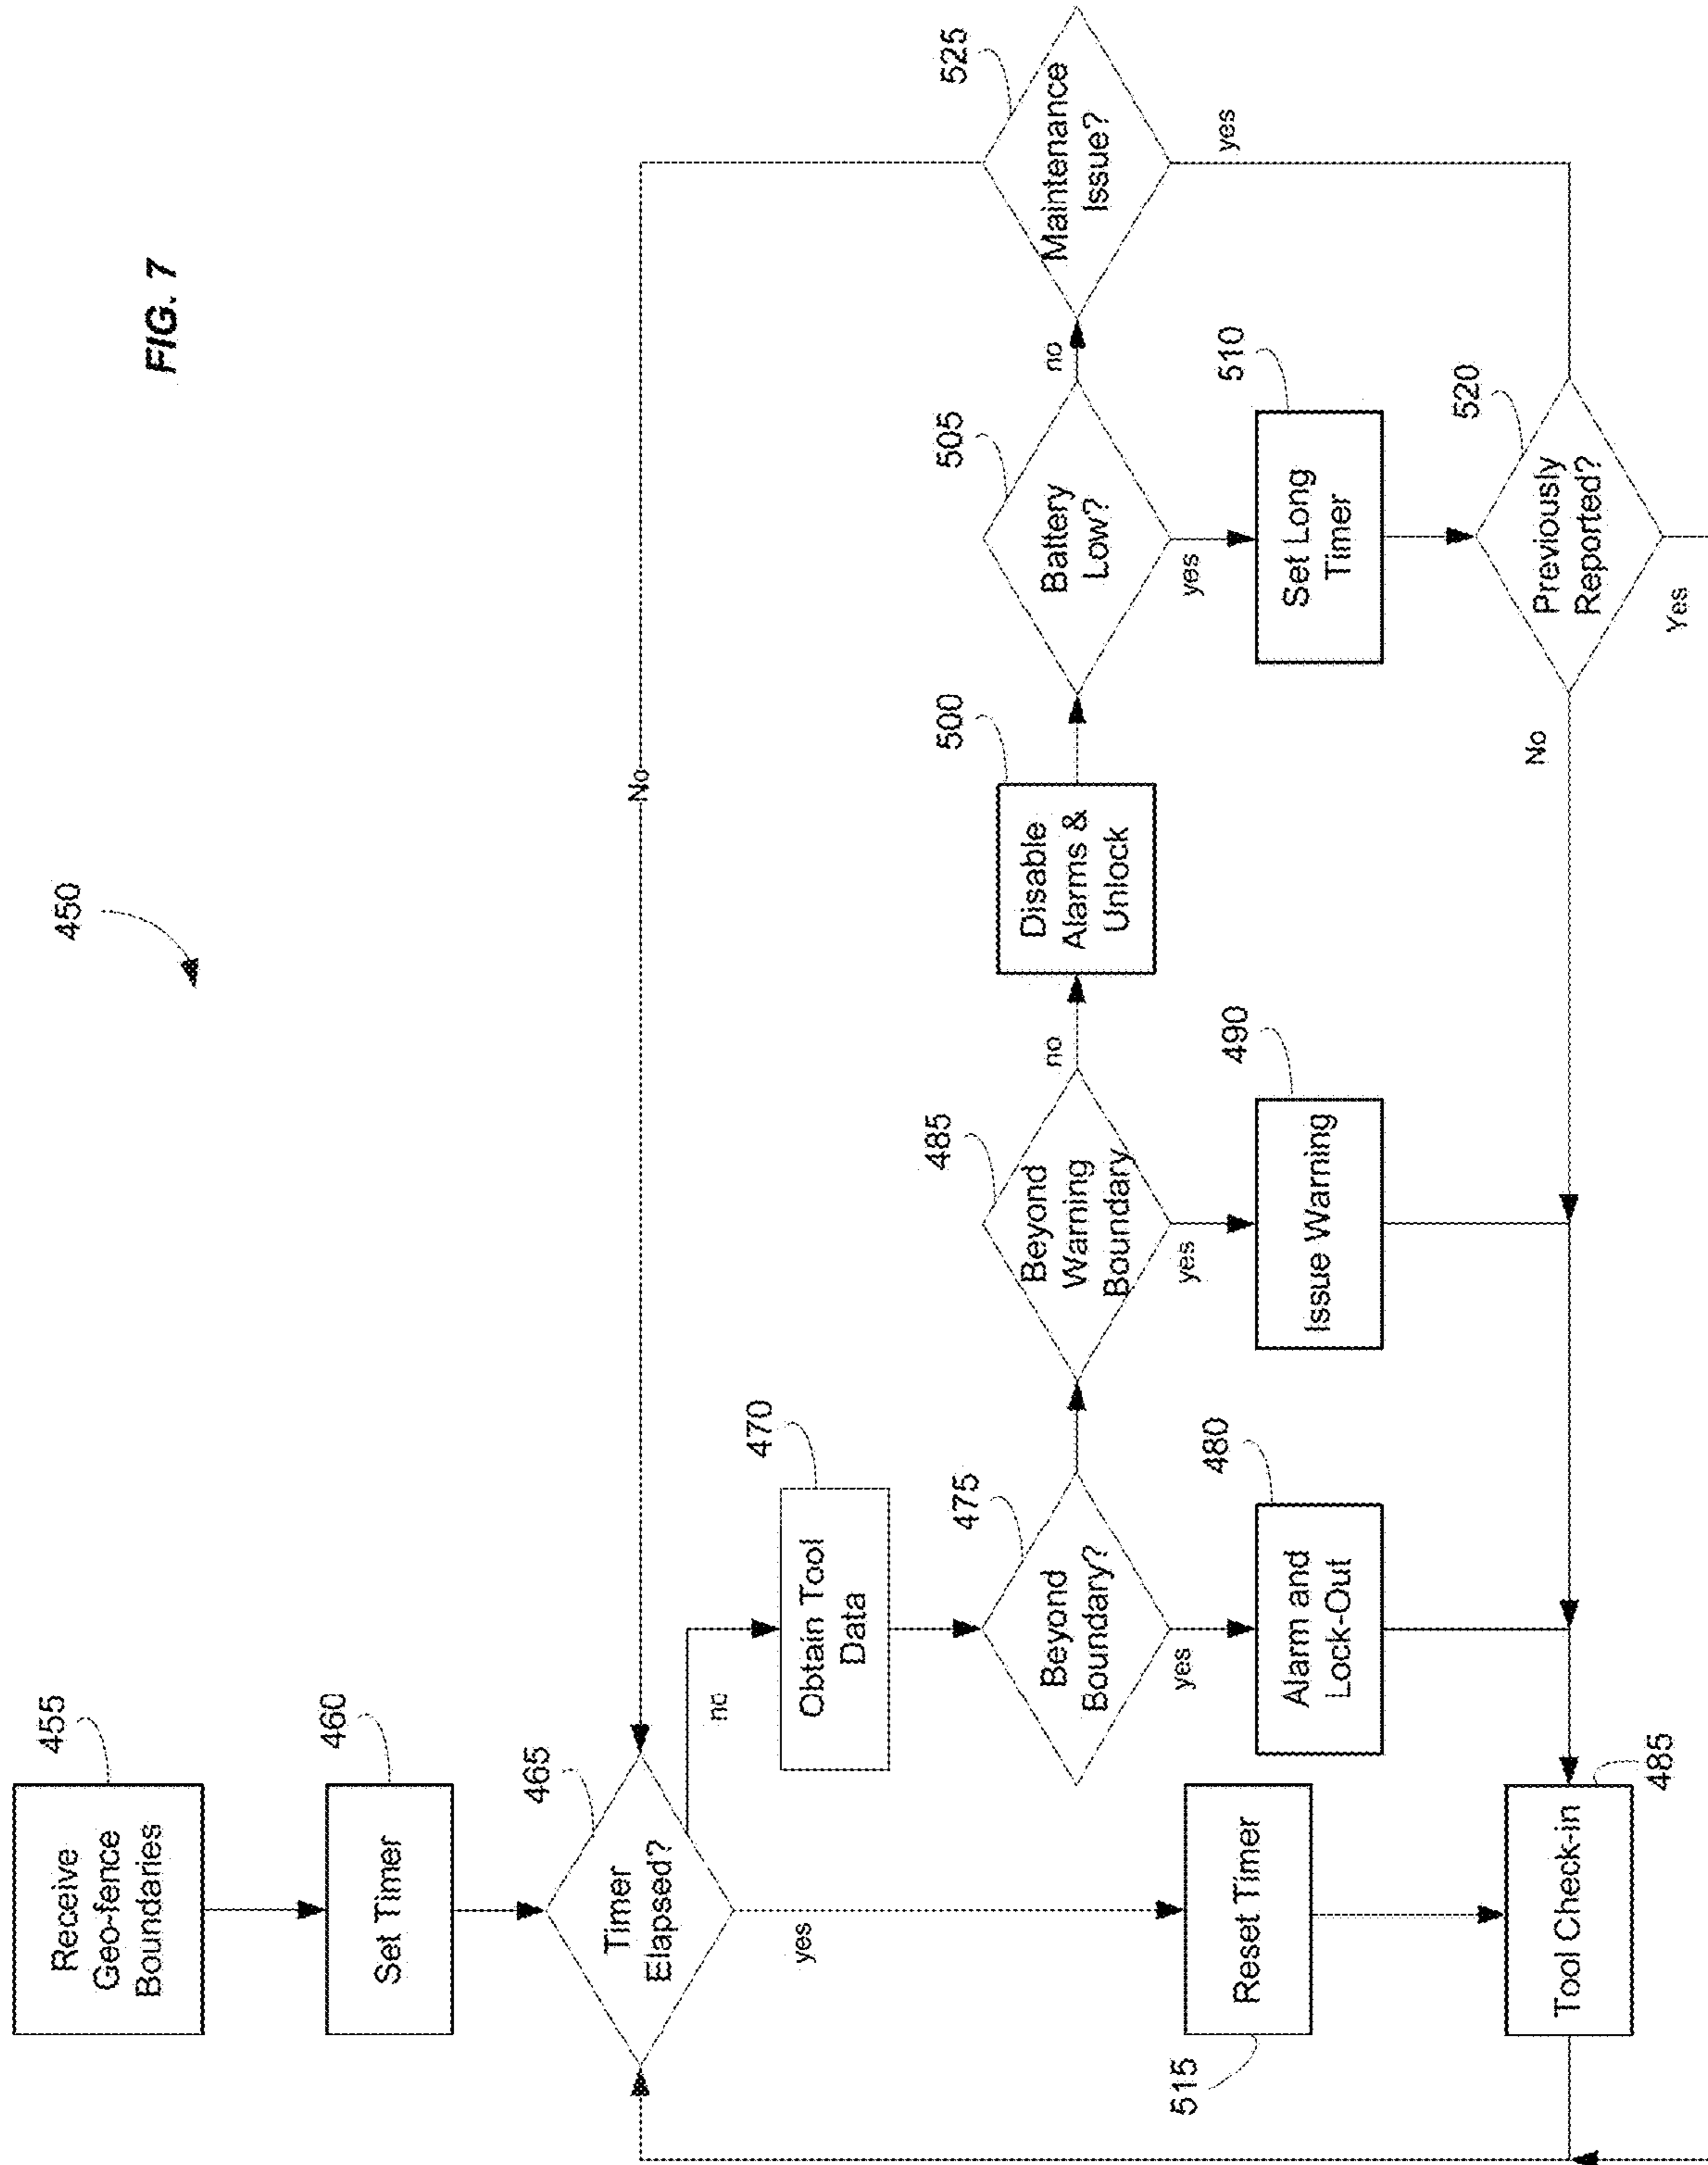 FIG. 7
450
455
Receive
Geo-fence
Boundaries
460
Set Timer
465
Timer
Elapsed?
no
yes
No
470
Obtain Tool
Data
475
Beyond
Boundary?
yes
485
Beyond
Warning
Boundary
no
yes
500
Disable
Alarms &
Unlock
505
Battery
Low?
no
yes
525
Maintenance
Issue?
yes
515
Reset Timer
480
Alarm and
Lock-Out
490
Issue Warning
510
Set Long
Timer
520
Previously
Reported?
No
Yes
485
Tool Check-in